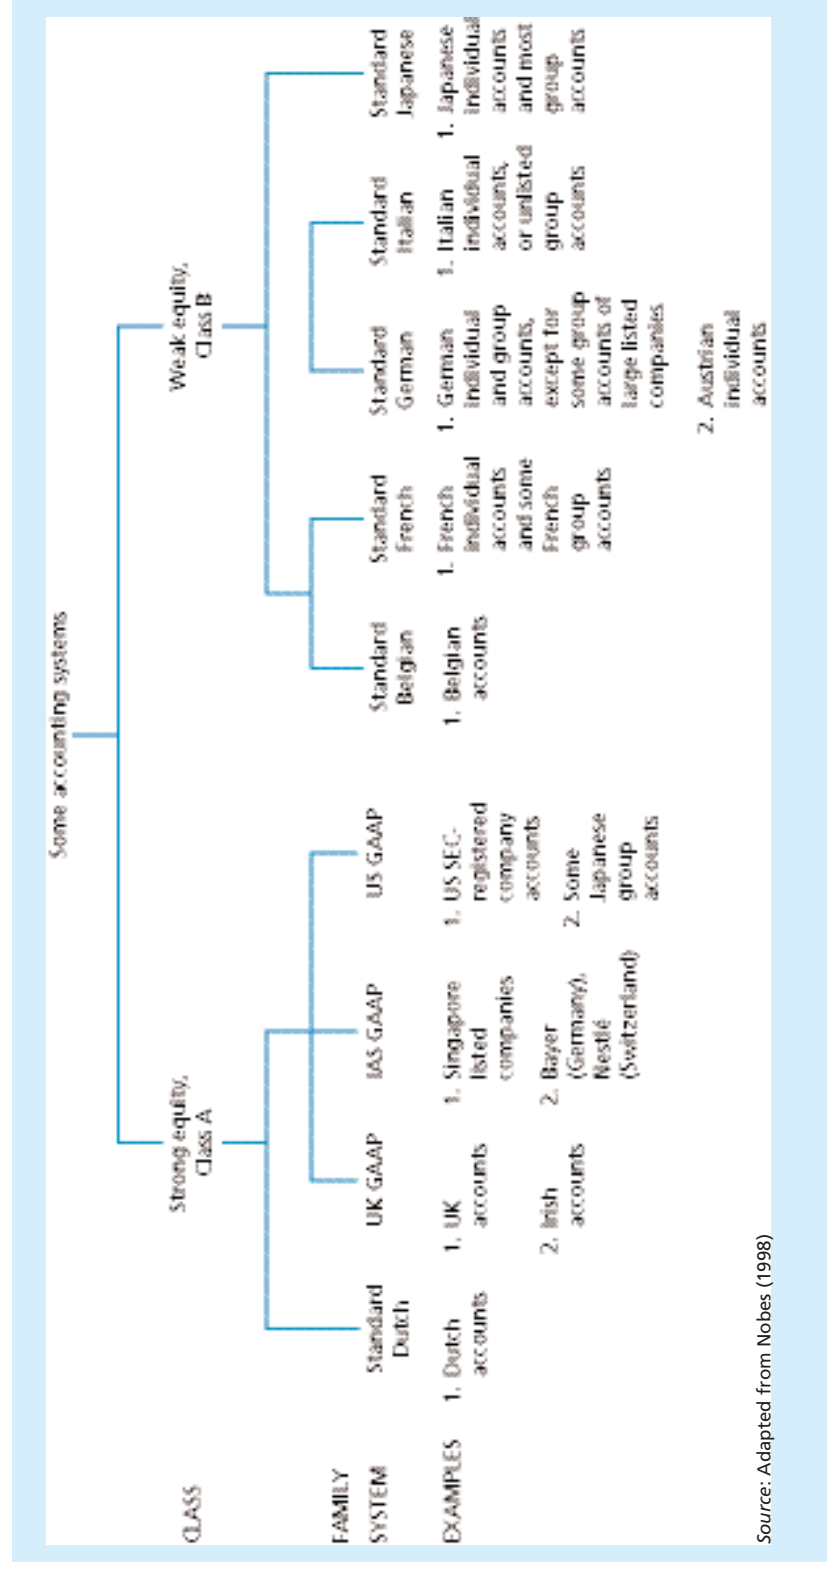 Some accounting systems
CLASS
Strong equity,
Class A
Weak equity,
Class B
FAMILY
SYSTEM
Standard
Dutch
UK GAAP
IAS GAAP
US GAAP
Standard
Belgian
Standard
French
Standard
German
Standard
Italian
Standard
Japanese
EXAMPLES
1. Dutch
accounts
1. UK
accounts
2. Irish
accounts
1. Singapore
listed
companies
2. Bayer
(Germany),
Nestlé
(Switzerland)
1. US SEC-
registered
company
accounts
2. Some
Japanese
group
accounts
1. Belgian
accounts
1. French
individual
accounts
and some
French
group
accounts
1. German
individual
and group
accounts,
except for
some group
accounts of
large listed
companies
2. Austrian
individual
accounts
1. Italian
individual
accounts,
or unlisted
group
accounts
1. Japanese
individual
accounts
and most
group
accounts
Source: Adapted from Nobes (1998)